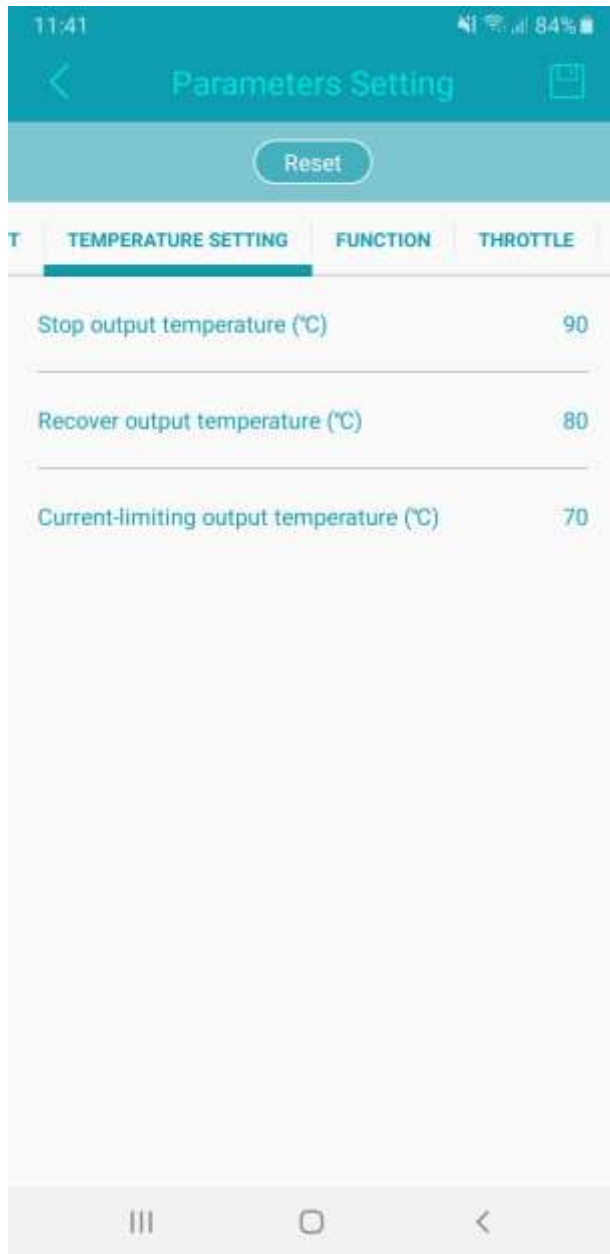 11:41 84%
Parameters Setting
Reset
T TEMPERATURE SETTING FUNCTION THROTTLE
Stop output temperature (℃) 90
Recover output temperature (℃) 80
Current-limiting output temperature (℃) 70